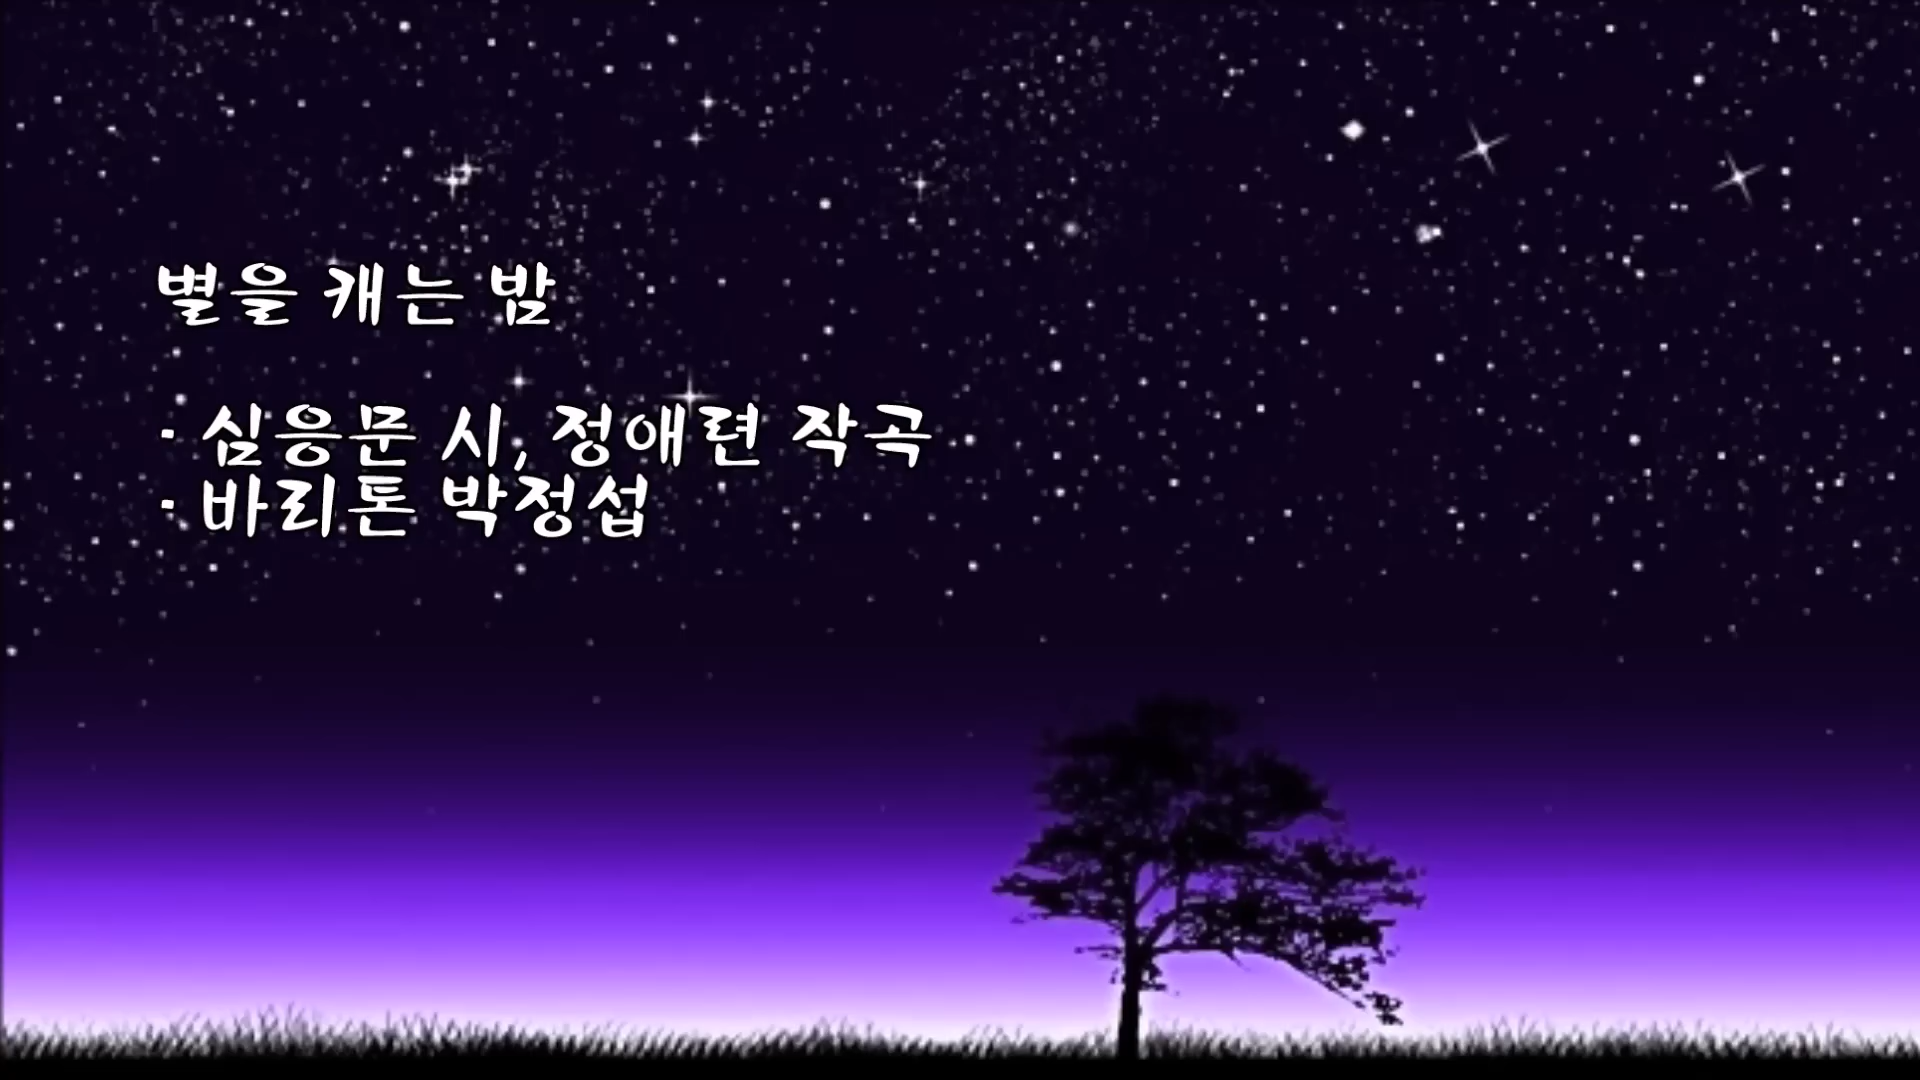 별을 캐는 밤
· 심응문 시, 정애련 작곡
· 바리톤 박정섭